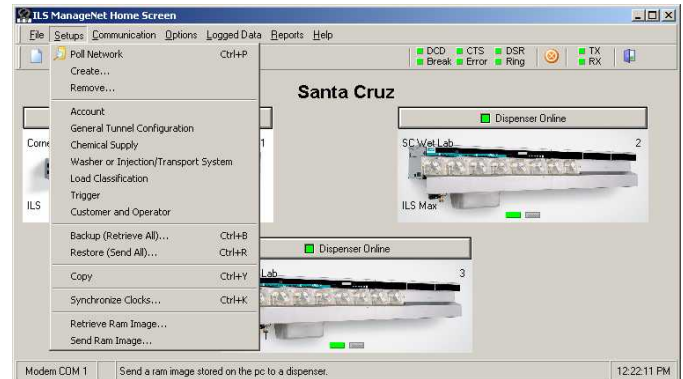 ILS ManageNet Home Screen
File Setups Communication Options Logged Data Reports Help
Poll Network Ctrl+P
Create...
Remove...
Account
General Tunnel Configuration
Chemical Supply
Washer or Injection/Transport System
Load Classification
Trigger
Customer and Operator
Backup (Retrieve All)... Ctrl+B
Restore (Send All)... Ctrl+R
Copy Ctrl+Y
Synchronize Clocks... Ctrl+K
Retrieve Ram Image...
Send Ram Image...
DCD CTS DSR TX
Break Error Ring RX
Santa Cruz
Dispenser Online
Corne 1
SC Wet Lab 2
ILS
ILS Max
Dispenser Online
Lab 3
Modem COM 1 Send a ram image stored on the pc to a dispenser. 12:22:11 PM